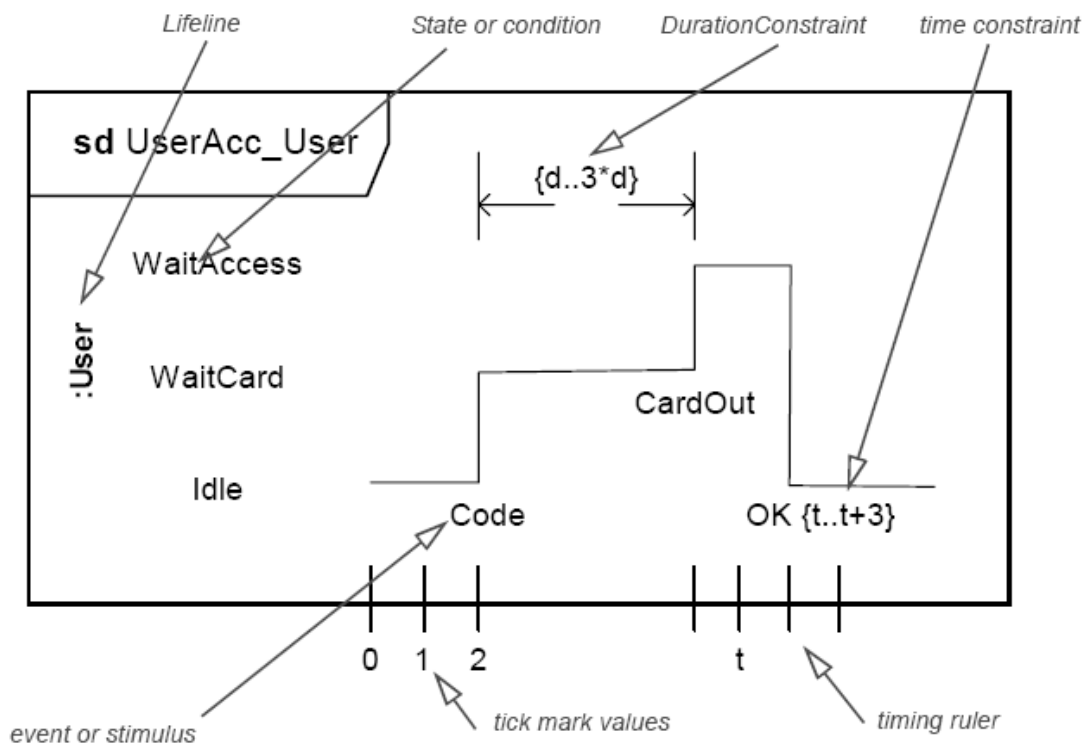 Lifeline
State or condition
DurationConstraint
time constraint
sd UserAcc_User
{d..3*d}
WaitAccess
:User
WaitCard
CardOut
Idle
Code
OK {t..t+3}
0 1 2 t
event or stimulus
tick mark values
timing ruler